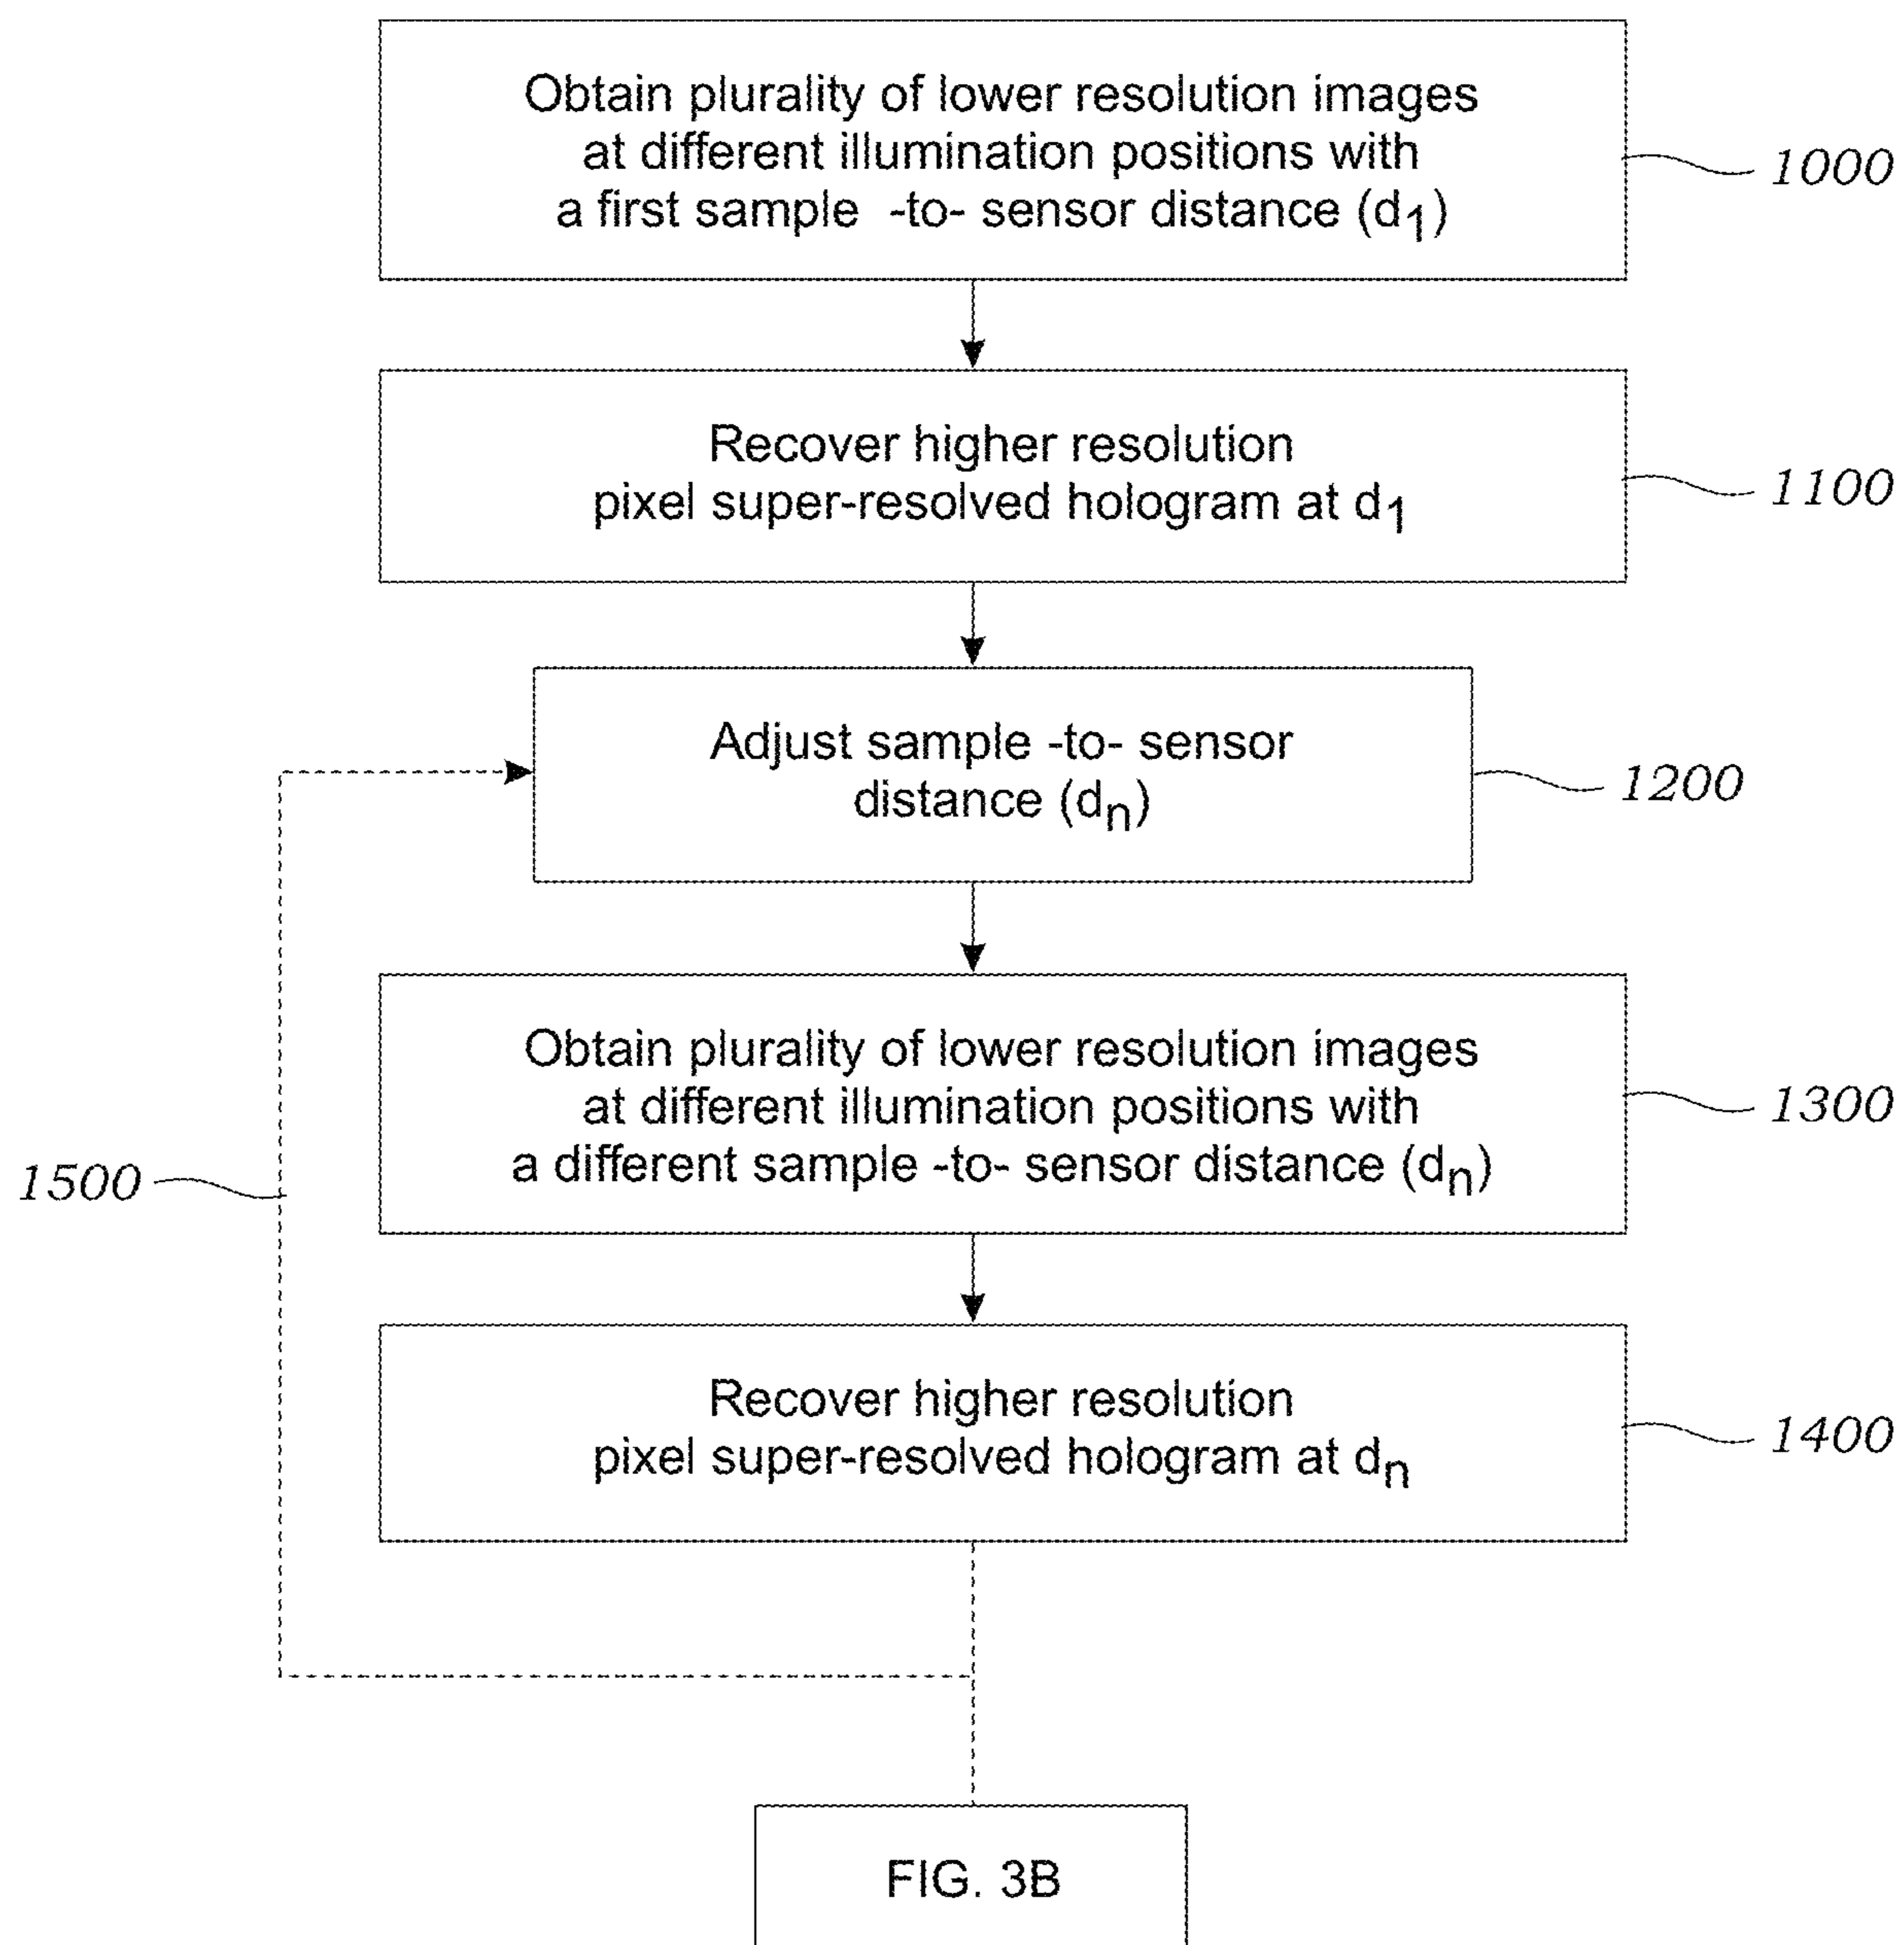 Obtain plurality of lower resolution images
at different illumination positions with
a first sample -to- sensor distance (d1)
1000
Recover higher resolution
pixel super-resolved hologram at d1
1100
Adjust sample -to- sensor
distance (dn)
1200
Obtain plurality of lower resolution images
at different illumination positions with
a different sample -to- sensor distance (dn)
1300
1500
Recover higher resolution
pixel super-resolved hologram at dn
1400
FIG. 3B